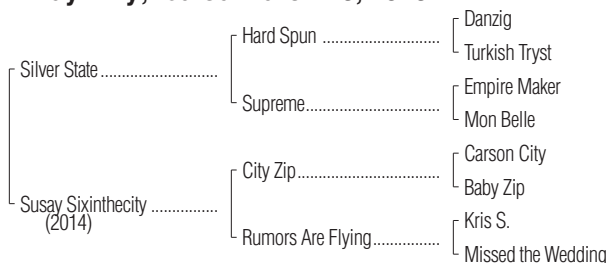 Danzig
Hard Spun
Turkish Tryst
Silver State
Empire Maker
Supreme
Mon Belle
Carson City
City Zip
Baby Zip
Susay Sixinthecity
(2014)
Kris S.
Rumors Are Flying
Missed the Wedding